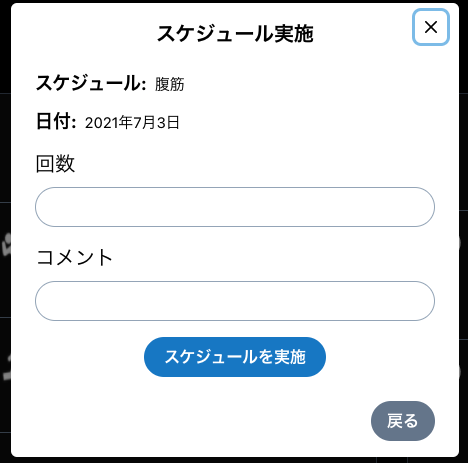 スケジュール実施
スケジュール: 腹筋
日付: 2021年7月3日
回数
コメント
スケジュールを実施
戻る